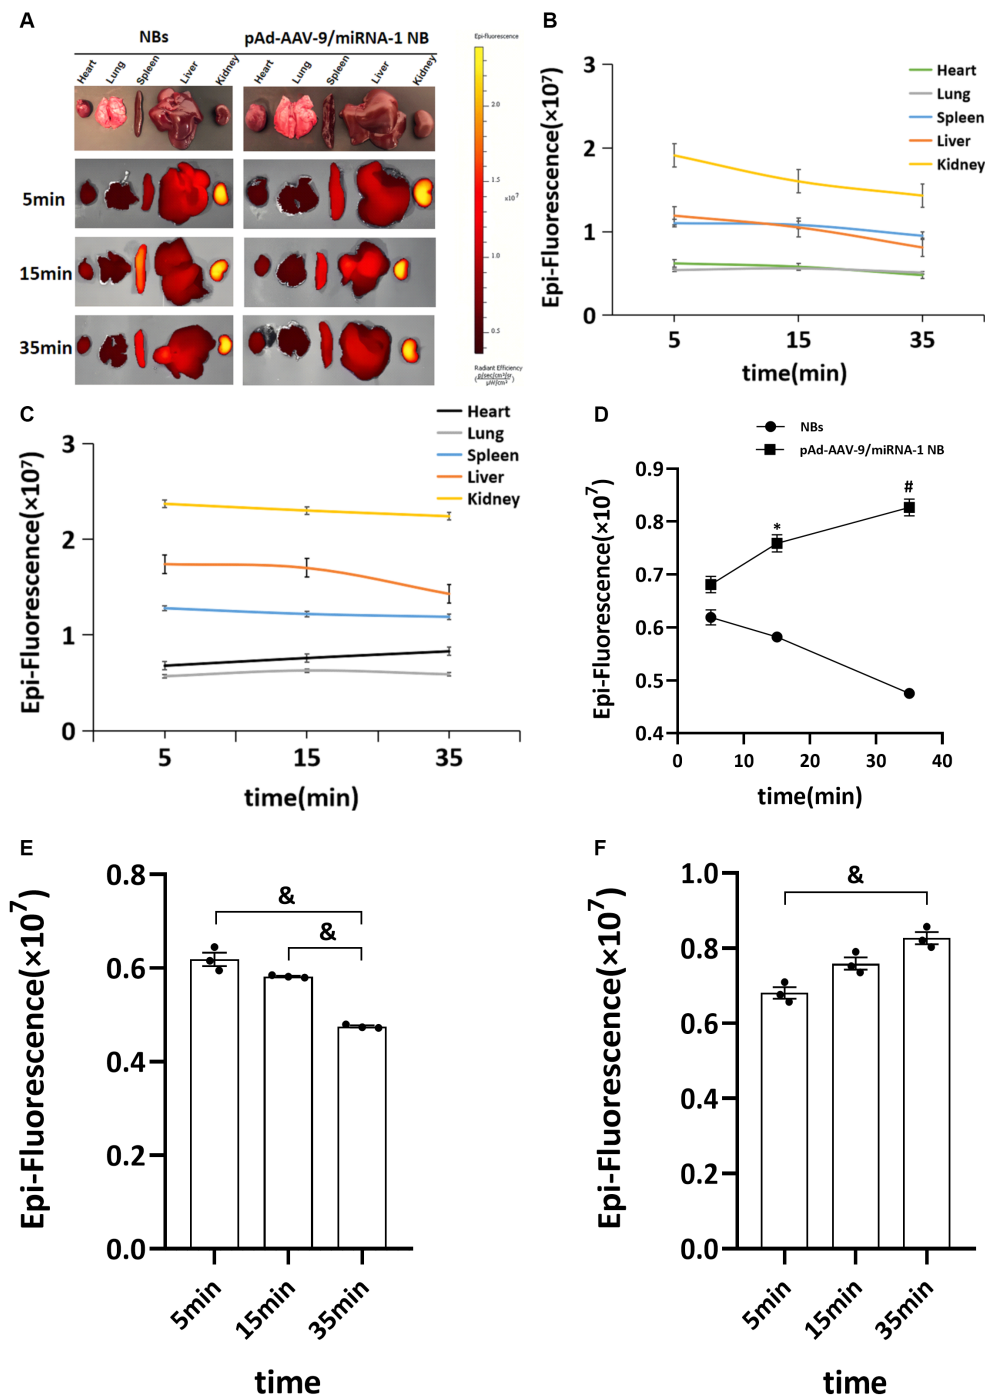 A
NBs
pAd-AAV-9/miRNA-1 NB
Heart
Lung
Spleen
Liver
Kidney
Heart
Lung
Spleen
Liver
Kidney
5min
15min
35min
Epi-fluorescence
2.0
1.5
x10⁷
1.0
0.5
Radiant Efficiency
(p/sec/cm²/sr
μW/cm²)
B
Epi-Fluorescence(×10⁷)
3
2
1
0
5
15
35
time(min)
Heart
Lung
Spleen
Liver
Kidney
C
Epi-Fluorescence(×10⁷)
3
2
1
0
5
15
35
time(min)
Heart
Lung
Spleen
Liver
Kidney
D
NBs
pAd-AAV-9/miRNA-1 NB
Epi-Fluorescence(×10⁷)
0.9
0.8
0.7
0.6
0.5
0.4
*
#
0
10
20
30
40
time(min)
E
Epi-Fluorescence(×10⁷)
0.8
0.6
0.4
0.2
0.0
&
&
5min
15min
35min
time
F
Epi-Fluorescence(×10⁷)
1.0
0.8
0.6
0.4
0.2
0.0
&
5min
15min
35min
time